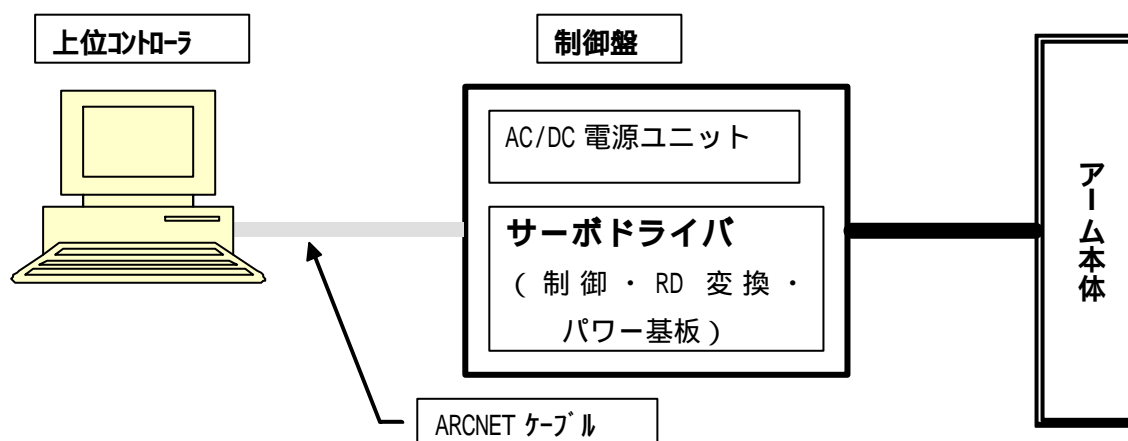 上位ｺﾝﾄﾛｰﾗ
制御盤
AC/DC 電源ユニット
サーボドライバ
(制御・RD 変換・
パワー基板)
アーム本体
ARCNET ｹｰﾌﾞﾙ